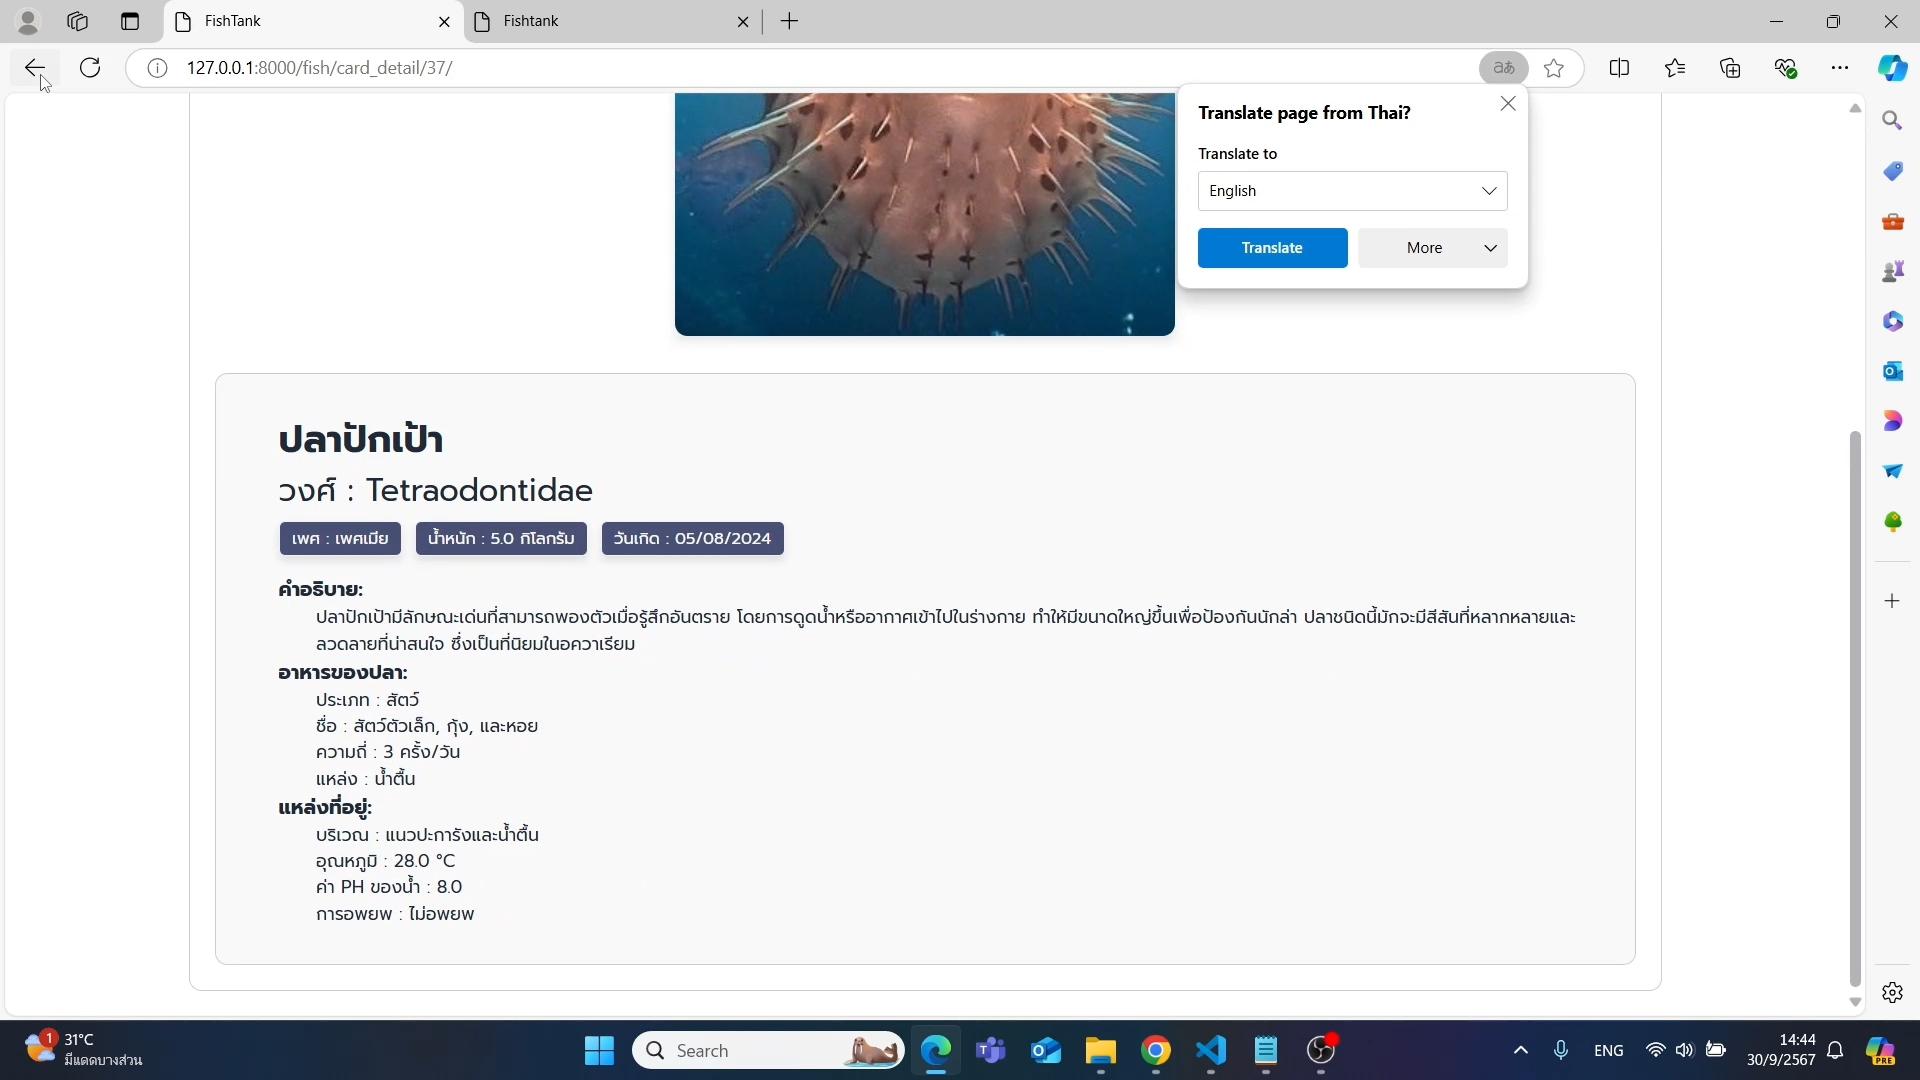 FishTank
Fishtank
127.0.0.1:8000/fish/card_detail/37/
aあ
Translate page from Thai?
Translate to
English
Translate
More
ปลาปักเป้า
วงศ์ : Tetraodontidae
เพศ : เพศเมีย
น้ำหนัก : 5.0 กิโลกรัม
วันเกิด : 05/08/2024
คำอธิบาย:
ปลาปักเป้ามีลักษณะเด่นที่สามารถพองตัวเมื่อรู้สึกอันตราย โดยการดูดน้ำหรืออากาศเข้าไปในร่างกาย ทำให้มีขนาดใหญ่ขึ้นเพื่อป้องกันนักล่า ปลาชนิดนี้มักจะมีสีสันที่หลากหลายและ
ลวดลายที่น่าสนใจ ซึ่งเป็นที่นิยมในอควาเรียม
อาหารของปลา:
ประเภท : สัตว์
ชื่อ : สัตว์ตัวเล็ก, กุ้ง, และหอย
ความถี่ : 3 ครั้ง/วัน
แหล่ง : น้ำตื้น
แหล่งที่อยู่:
บริเวณ : แนวปะการังและน้ำตื้น
อุณหภูมิ : 28.0 °C
ค่า PH ของน้ำ : 8.0
การอพยพ : ไม่อพยพ
1
31°C
มีแดดบางส่วน
Search
ENG
14:44
30/9/2567
PRE